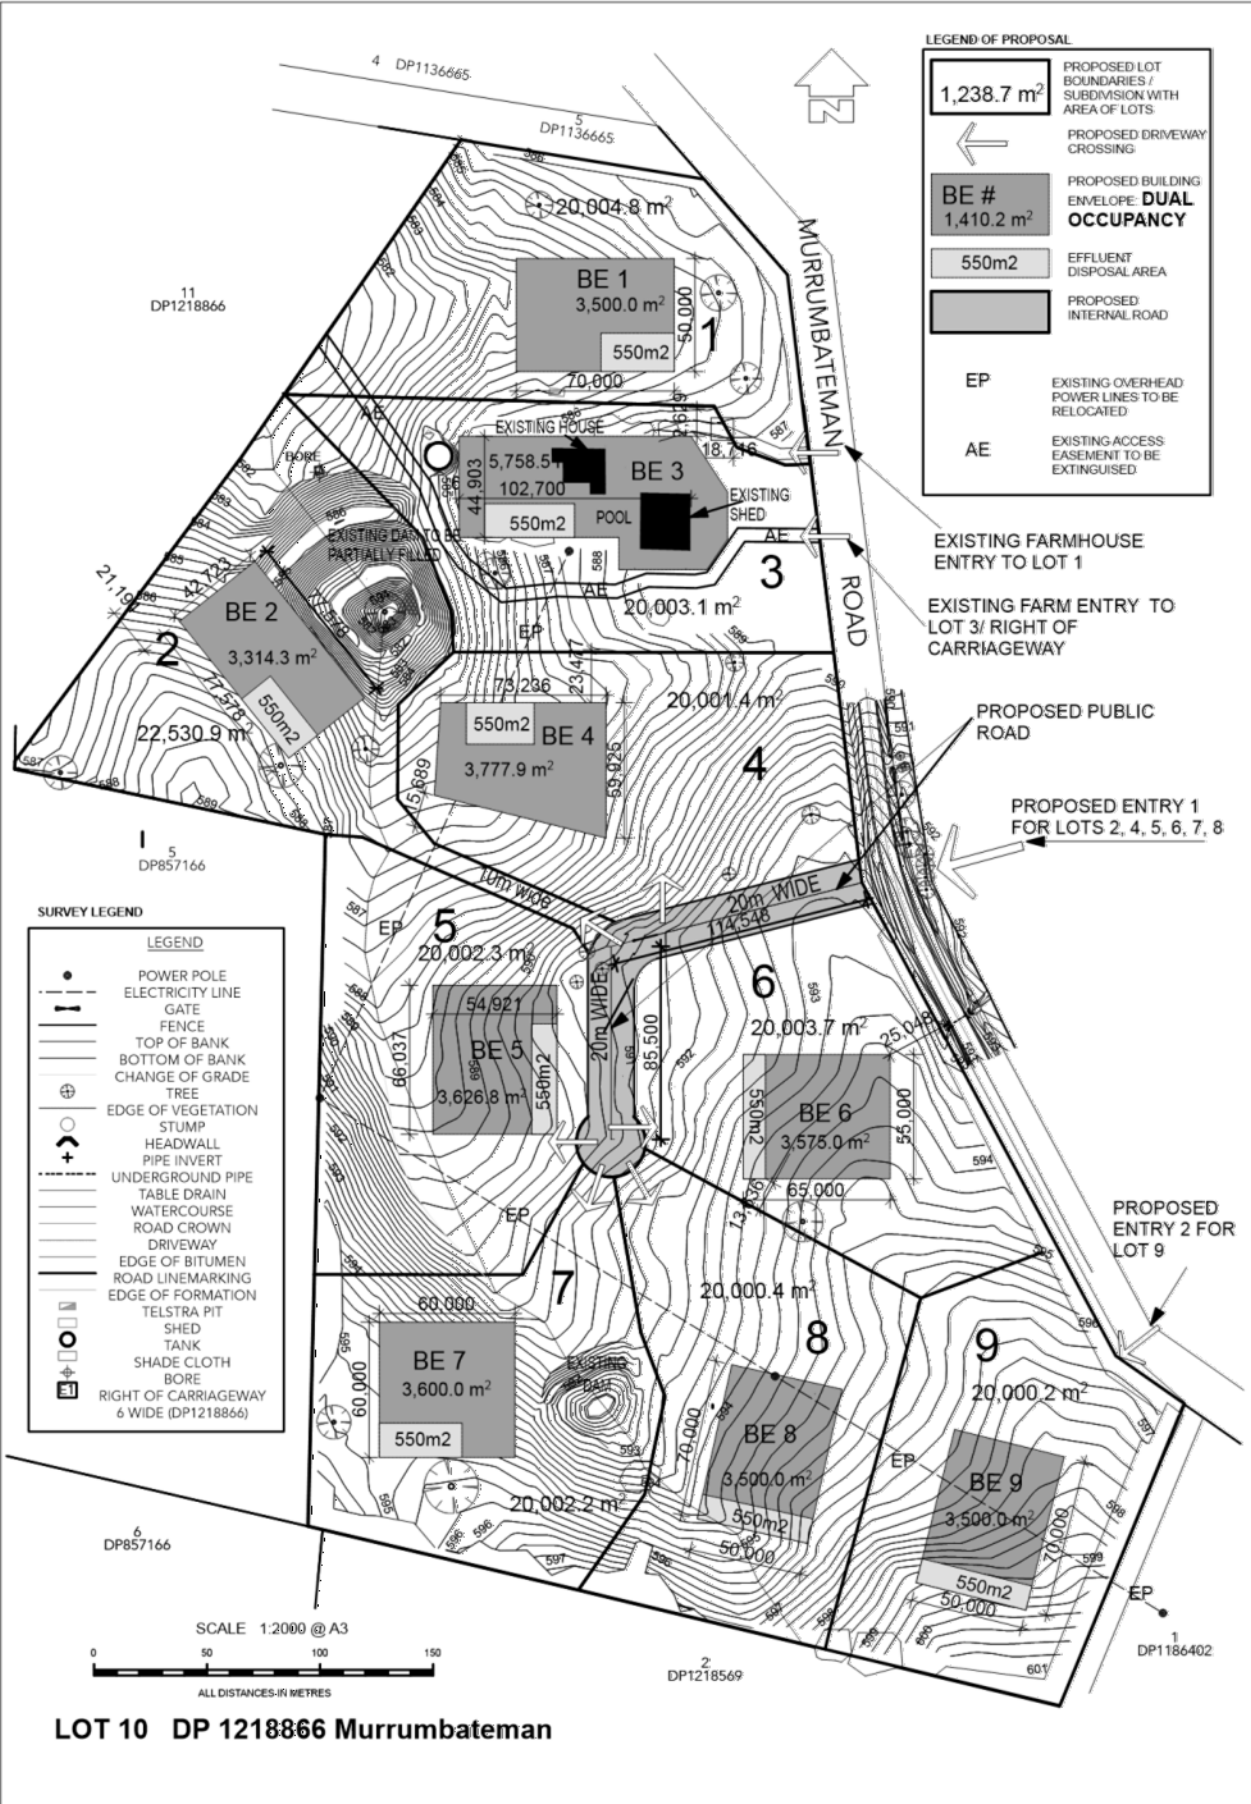 4 DP1136665
5
DP1136665
LEGEND OF PROPOSAL
1,238.7 m²
PROPOSED LOT
BOUNDARIES /
SUBDIVISION WITH
AREA OF LOTS
PROPOSED DRIVEWAY
CROSSING
BE #
1,410.2 m²
PROPOSED BUILDING
ENVELOPE: DUAL
OCCUPANCY
550m2
EFFLUENT
DISPOSAL AREA
PROPOSED
INTERNAL ROAD
EP
EXISTING OVERHEAD
POWER LINES TO BE
RELOCATED
AE
EXISTING ACCESS
EASEMENT TO BE
EXTINGUISED
N
MURRUMBATEMAN
ROAD
11
DP1218866
20,004.8 m²
BE 1
3,500.0 m²
550m2
50,000
70,000
1
AE
EXISTING HOUSE
18,716
BORE
BE 3
102,700
44,903
550m2
POOL
EXISTING
SHED
AE
3
20,003.1 m²
AE
EP
EXISTING DAM TO BE
PARTIALLY FILLED
EXISTING FARMHOUSE
ENTRY TO LOT 1
EXISTING FARM ENTRY TO
LOT 3/ RIGHT OF
CARRIAGEWAY
42,723
BE 2
3,314.3 m²
550m2
77,578
2
22,530.9 m²
73,236
23,477
20,001.4 m²
550m2
BE 4
3,777.9 m²
59,925
15,689
4
PROPOSED PUBLIC
ROAD
PROPOSED ENTRY 1
FOR LOTS 2, 4, 5, 6, 7, 8
5
DP857166
10m WIDE
20m WIDE
114,548
20m WIDE
85,500
5
EP
20,002.3 m²
54,921
BE 5
3,626.8 m²
66,037
550m2
6
20,003.7 m²
25,048
BE 6
3,575.0 m²
550m2
55,000
65,000
EP
SURVEY LEGEND
LEGEND
POWER POLE
ELECTRICITY LINE
GATE
FENCE
TOP OF BANK
BOTTOM OF BANK
CHANGE OF GRADE
TREE
EDGE OF VEGETATION
STUMP
HEADWALL
PIPE INVERT
UNDERGROUND PIPE
TABLE DRAIN
WATERCOURSE
ROAD CROWN
DRIVEWAY
EDGE OF BITUMEN
ROAD LINEMARKING
EDGE OF FORMATION
TELSTRA PIT
SHED
TANK
SHADE CLOTH
BORE
E1
RIGHT OF CARRIAGEWAY
6 WIDE (DP1218866)
PROPOSED
ENTRY 2 FOR
LOT 9
7
60,000
BE 7
3,600.0 m²
60,000
550m2
EXISTING
DAM
20,002.2 m²
20,000.4 m²
8
BE 8
3,500.0 m²
70,000
550m2
50,000
9
20,000.2 m²
EP
BE 9
3,500.0 m²
70,000
550m2
50,000
EP
6
DP857166
1
DP1186402
2
DP1218569
SCALE 1:2000 @ A3
0 50 100 150
ALL DISTANCES IN METRES
LOT 10 DP 1218866 Murrumbateman